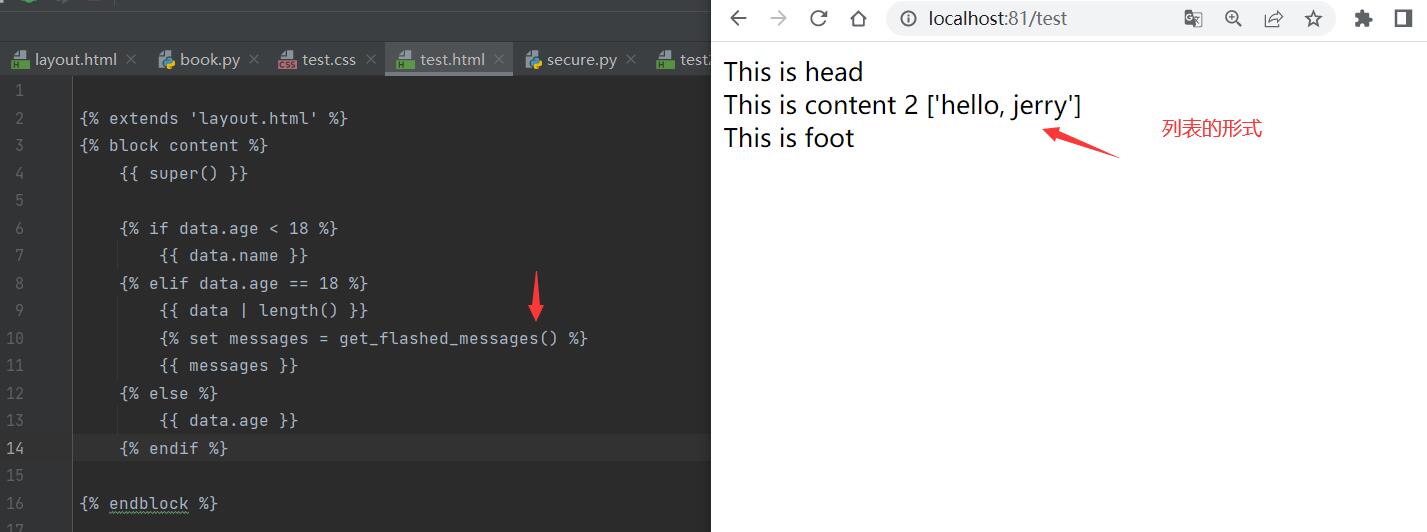 localhost:81/test
layout.html
book.py
test.css
test.html
secure.py
1
2 {% extends 'layout.html' %}
3 {% block content %}
4 {{ super() }}
5
6 {% if data.age < 18 %}
7 {{ data.name }}
8 {% elif data.age == 18 %}
9 {{ data | length() }}
10 {% set messages = get_flashed_messages() %}
11 {{ messages }}
12 {% else %}
13 {{ data.age }}
14 {% endif %}
15
16 {% endblock %}
17
This is head
This is content 2 ['hello, jerry']
This is foot
列表的形式